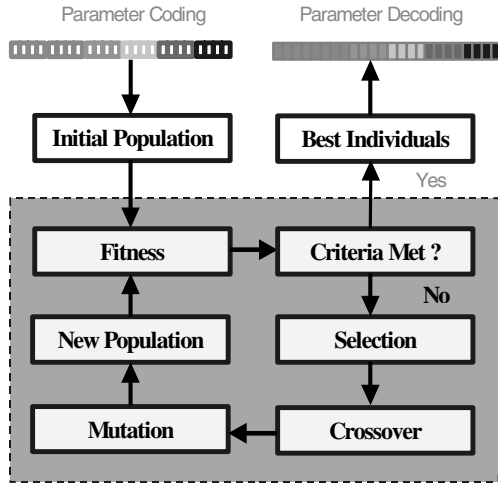 Parameter Coding
Parameter Decoding
Initial Population
Best Individuals
Yes
Fitness
Criteria Met ?
No
New Population
Selection
Mutation
Crossover